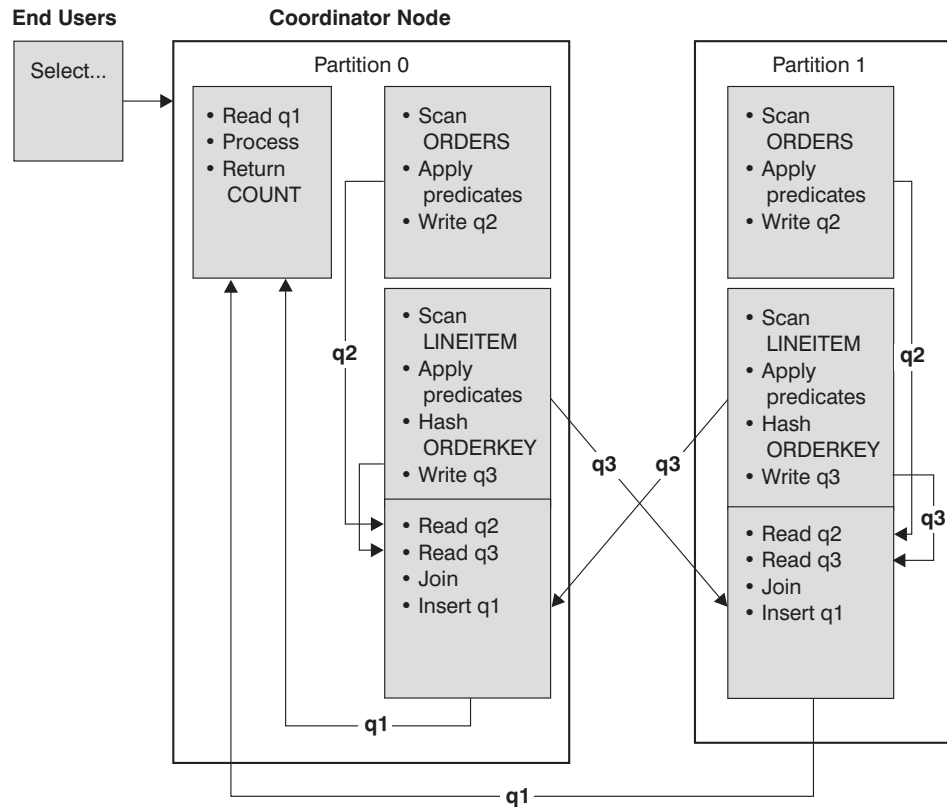 End Users
Coordinator Node
Select...
Partition 0
• Read q1
• Process
• Return
COUNT
• Scan
ORDERS
• Apply
predicates
• Write q2
q2
• Scan
LINEITEM
• Apply
predicates
• Hash
ORDERKEY
• Write q3
• Read q2
• Read q3
• Join
• Insert q1
q1
q3
q3
Partition 1
• Scan
ORDERS
• Apply
predicates
• Write q2
q2
• Scan
LINEITEM
• Apply
predicates
• Hash
ORDERKEY
• Write q3
q3
• Read q2
• Read q3
• Join
• Insert q1
q1